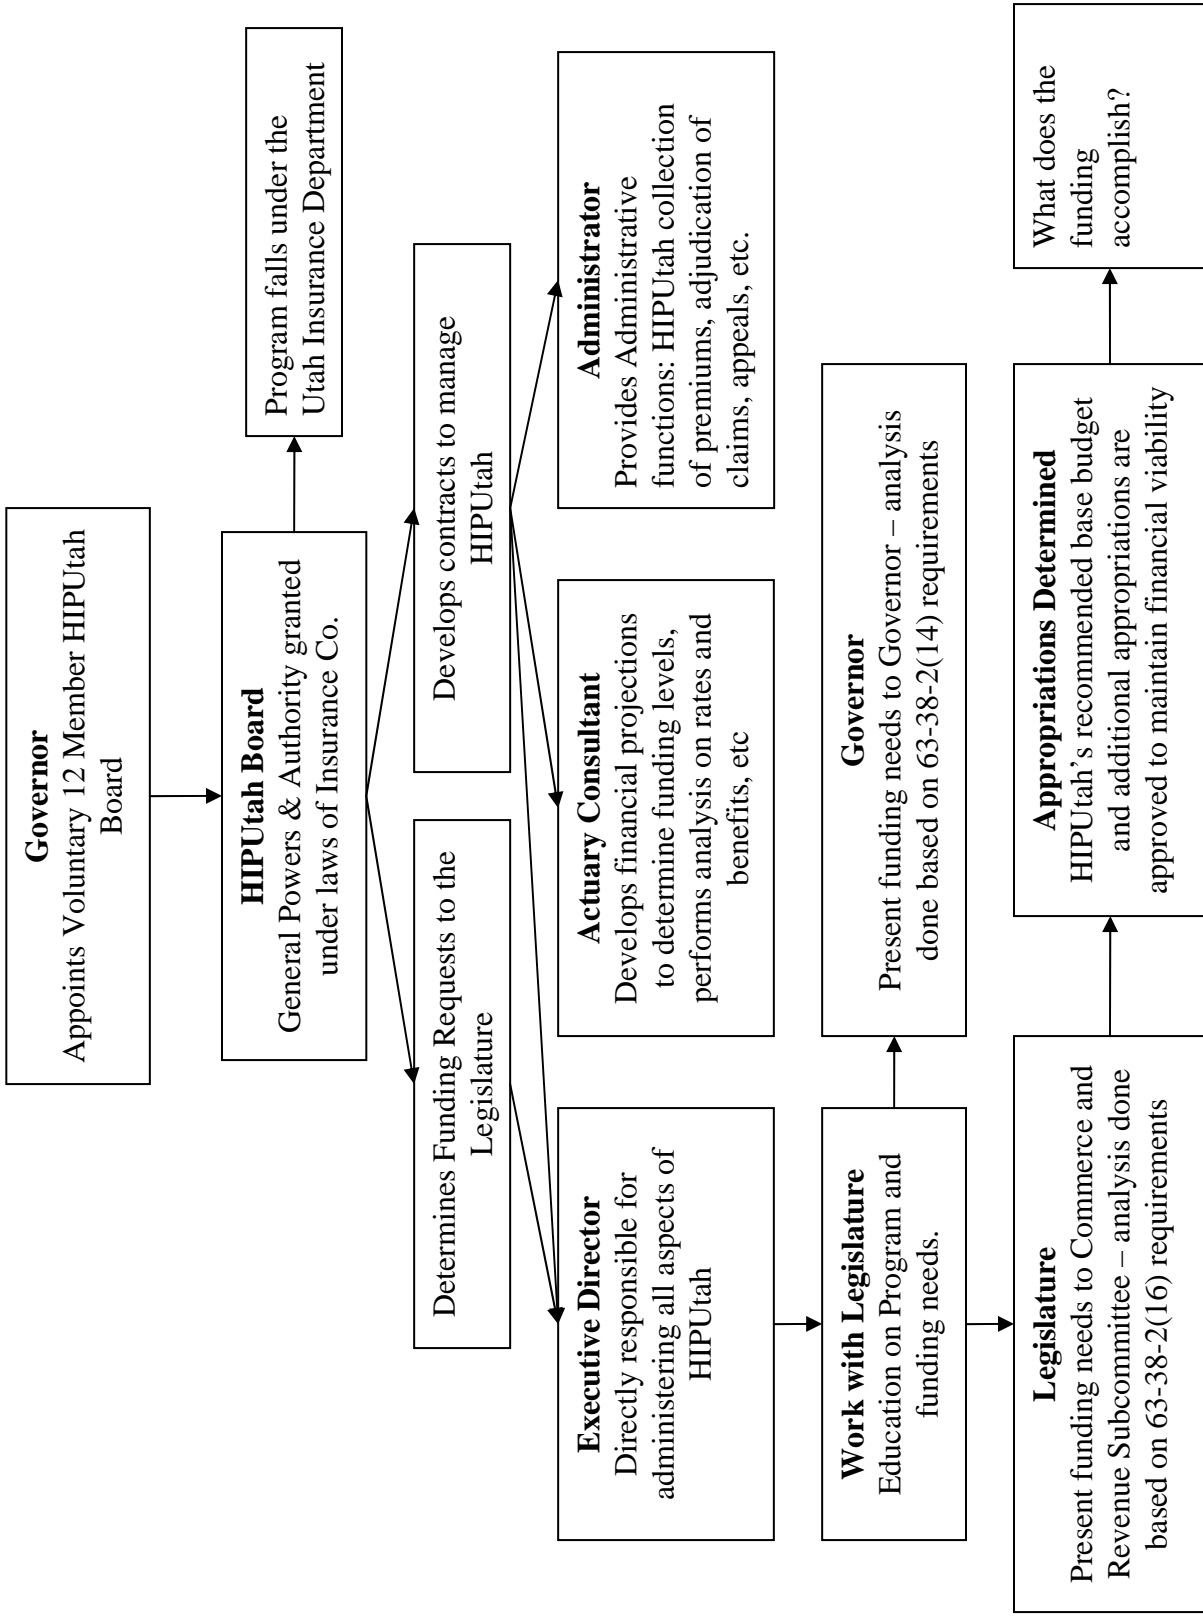 Governor
Appoints Voluntary 12 Member HIPUtah
Board
HIPUtah Board
General Powers & Authority granted
under laws of Insurance Co.
Program falls under the
Utah Insurance Department
Determines Funding Requests to the
Legislature
Develops contracts to manage
HIPUtah
Executive Director
Directly responsible for
administering all aspects of
HIPUtah
Actuary Consultant
Develops financial projections
to determine funding levels,
performs analysis on rates and
benefits, etc
Administrator
Provides Administrative
functions: HIPUtah collection
of premiums, adjudication of
claims, appeals, etc.
Work with Legislature
Education on Program and
funding needs.
Governor
Present funding needs to Governor – analysis
done based on 63-38-2(14) requirements
Legislature
Present funding needs to Commerce and
Revenue Subcommittee – analysis done
based on 63-38-2(16) requirements
Appropriations Determined
HIPUtah’s recommended base budget
and additional appropriations are
approved to maintain financial viability
What does the
funding
accomplish?